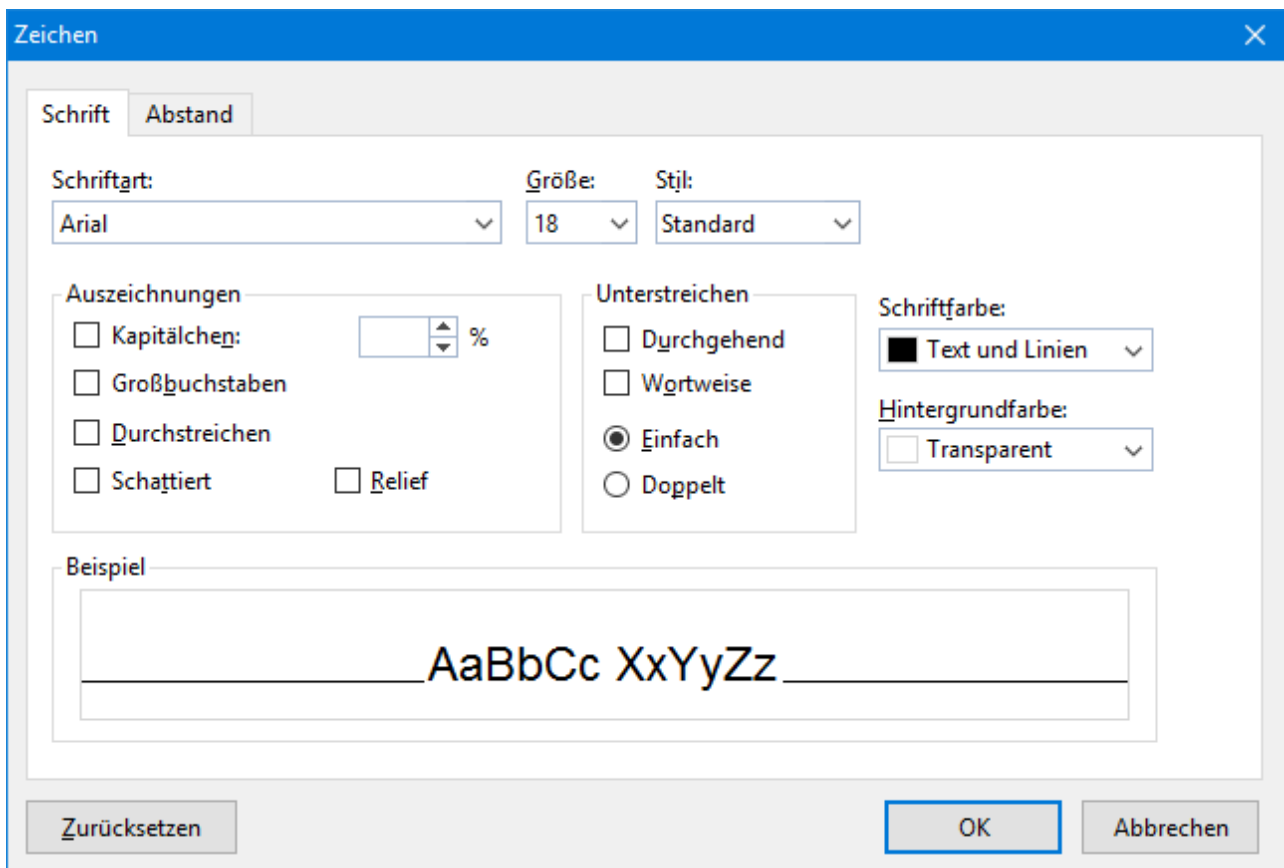 Zeichen
Schrift Abstand
Schriftart: Größe: Stil:
Arial 18 Standard
Auszeichnungen Unterstreichen
Schriftfarbe:
Kapitälchen: % Durchgehend
Text und Linien
Großbuchstaben Wortweise
Hintergrundfarbe:
Durchstreichen Einfach
Transparent
Schattiert Relief Doppelt
Beispiel
AaBbCc XxYyZz
Zurücksetzen OK Abbrechen